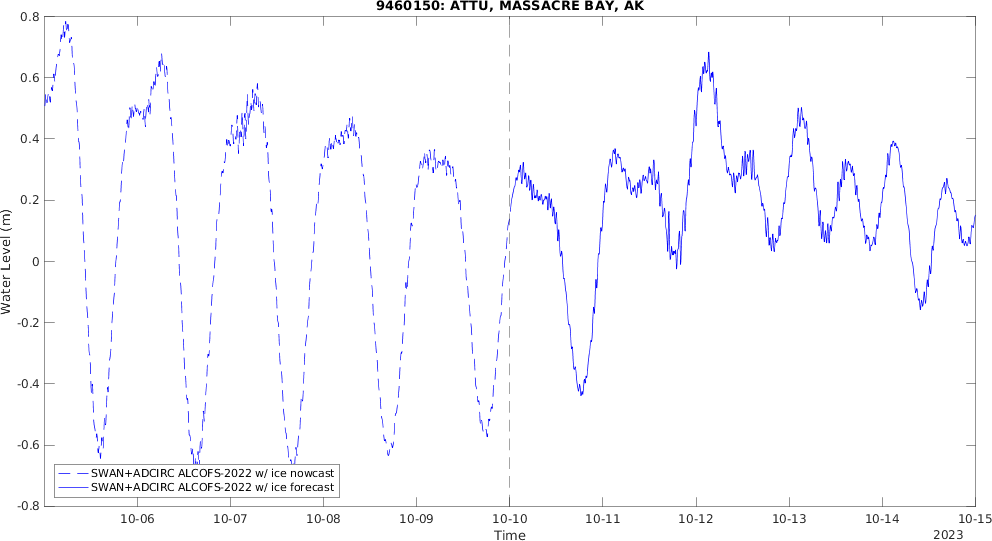 9460150: ATTU, MASSACRE BAY, AK
Water Level (m)
0.8
0.6
0.4
0.2
0
-0.2
-0.4
-0.6
-0.8
SWAN+ADCIRC ALCOFS-2022 w/ ice nowcast
SWAN+ADCIRC ALCOFS-2022 w/ ice forecast
10-06 10-07 10-08 10-09 10-10 10-11 10-12 10-13 10-14 10-15
Time
2023